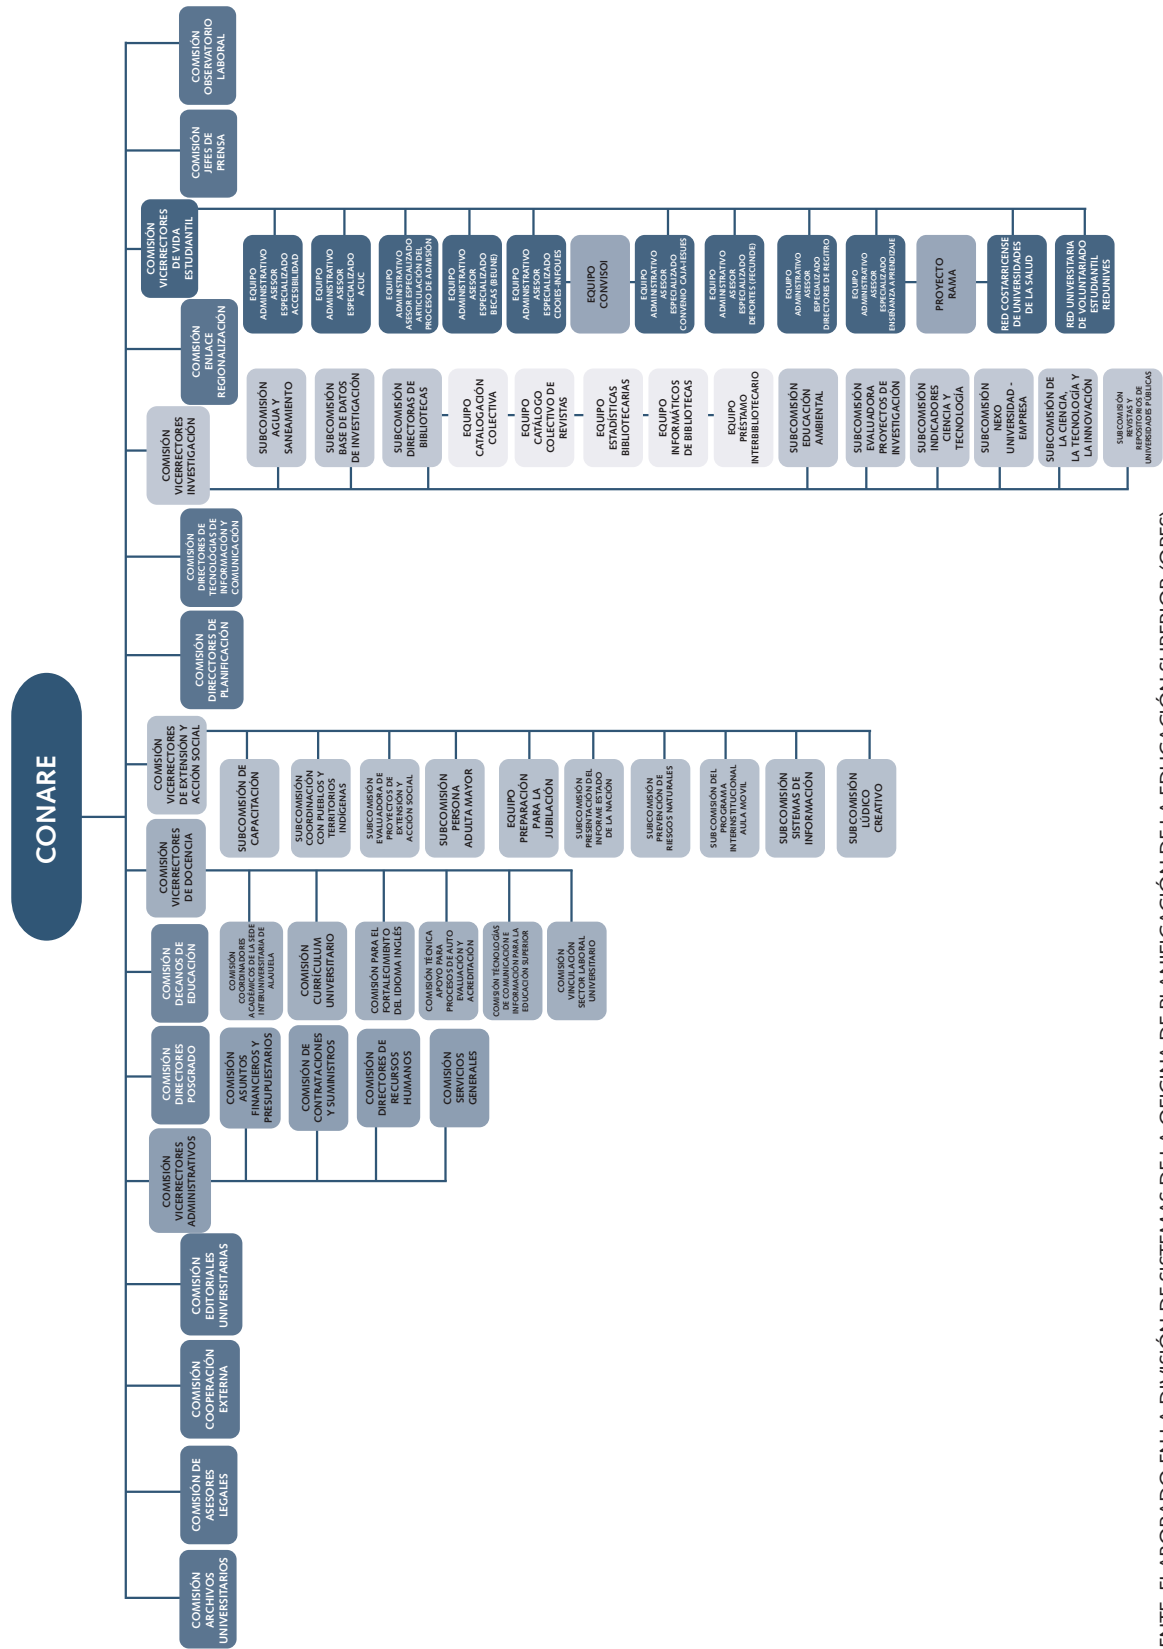 CONARE
COMISIÓN
ARCHIVOS
UNIVERSITARIOS
COMISIÓN DE
ASESORES
LEGALES
COMISIÓN
COOPERACIÓN
EXTERNA
COMISIÓN
EDITORIALES
UNIVERSITARIAS
COMISIÓN
VICERRECTORES
ADMINISTRATIVOS
COMISIÓN
ASUNTOS
FINANCIEROS Y
PRESUPUESTARIOS
COMISIÓN DE
CONTRATACIONES
Y SUMINISTROS
COMISIÓN
DIRECTORES DE
RECURSOS
HUMANOS
COMISIÓN
SERVICIOS
GENERALES
COMISIÓN
DIRECTORES
POSGRADO
COMISIÓN
DECANOS DE
EDUCACIÓN
COMISIÓN
VICERRECTORES
DE DOCENCIA
COMISIÓN
COORDINADORES
ACADÉMICOS DE LA SEDE
INTERUNIVERSITARIA DE
ALAJUELA
COMISIÓN
CURRÍCULUM
UNIVERSITARIO
COMISIÓN PARA EL
FORTALECIMIENTO
DEL IDIOMA INGLÉS
COMISIÓN TÉCNICA
APOYO PARA
PROCESOS DE AUTO
EVALUACIÓN Y
ACREDITACIÓN
COMISIÓN TÉCNOLOGÍAS
DE COMUNICACIÓN E
INFORMACIÓN PARA LA
EDUCACIÓN SUPERIOR
COMISIÓN
VINCULACIÓN
SECTOR LABORAL
UNIVERSITARIO
COMISIÓN
VICERRECTORES
DE EXTENSIÓN Y
ACCIÓN SOCIAL
SUBCOMISIÓN DE
CAPACITACIÓN
SUBCOMISIÓN
COORDINACIÓN
CON PUEBLOS Y
TERRITORIOS
INDÍGENAS
SUBCOMISIÓN
EVALUADORA DE
PROYECTOS DE
EXTENSIÓN Y
ACCIÓN SOCIAL
SUBCOMISIÓN
PERSONA
ADULTA MAYOR
EQUIPO
PREPARACIÓN
PARA LA
JUBILACIÓN
SUBCOMISIÓN
PRESENTACIÓN DEL
INFORME ESTADO
DE LA NACIÓN
SUBCOMISIÓN
PREVENCIÓN DE
RIESGOS NATURALES
SUBCOMISIÓN DEL
PROGRAMA
INTERINSTITUCIONAL
AULA MOVIL
SUBCOMISIÓN
SISTEMAS DE
INFORMACIÓN
SUBCOMISIÓN
LÚDICO
CREATIVO
COMISIÓN
DIRECCTORES DE
PLANIFICACIÓN
COMISIÓN
DIRECTORES DE
TECNOLOGÍAS DE
INFORMACIÓN Y
COMUNICACIÓN
COMISIÓN
VICERRECTORES
INVESTIGACIÓN
SUBCOMISIÓN
AGUA Y
SANEAMIENTO
SUBCOMISIÓN
BASE DE DATOS
DE INVESTIGACIÓN
SUBCOMISIÓN
DIRECTORAS DE
BIBLIOTECAS
EQUIPO
CATALOGACIÓN
COLECTIVA
EQUIPO
CATÁLOGO
COLECTIVO DE
REVISTAS
EQUIPO
ESTADÍSTICAS
BIBLIOTECARIAS
EQUIPO
INFORMÁTICOS
DE BIBLIOTECAS
EQUIPO
PRÉSTAMO
INTERBIBLIOTECARIO
SUBCOMISIÓN
EDUCACIÓN
AMBIENTAL
SUBCOMISIÓN
EVALUADORA
PROYECTOS DE
INVESTIGACIÓN
SUBCOMISIÓN
INDICADORES
CIENCIA Y
TECNOLOGÍA
SUBCOMISIÓN
NEXO
UNIVERSIDAD -
EMPRESA
SUBCOMISIÓN DE
LA CIENCIA,
LA TECNOLOGÍA Y
LA INNOVACIÓN
SUBCOMISIÓN
REVISTAS Y
REPOSITORIOS DE
UNIVERSIDADES PÚBLICAS
COMISIÓN
ENLACE
REGIONALIZACIÓN
COMISIÓN
VICERRECTORES
DE VIDA
ESTUDIANTIL
EQUIPO
ADMINISTRATIVO
ASESOR
ESPECIALIZADO
ACCESIBILIDAD
EQUIPO
ADMINISTRATIVO
ASESOR
ESPECIALIZADO
ACUC
EQUIPO
ADMINISTRATIVO
ASESOR ESPECIALIZADO
ARTICULACIÓN DEL
PROCESO DE ADMISIÓN
EQUIPO
ADMINISTRATIVO
ASESOR
ESPECIALIZADO
BECAS (BEUNE)
EQUIPO
ADMINISTRATIVO
ASESOR
ESPECIALIZADO
CDOIES-INFOUES
EQUIPO
CONVISOI
EQUIPO
ADMINISTRATIVO
ASESOR
ESPECIALIZADO
CONVENIO CAJA-IESUES
EQUIPO
ADMINISTRATIVO
ASESOR
ESPECIALIZADO
DEPORTES (FECUNDE)
EQUIPO
ADMINISTRATIVO
ASESOR
ESPECIALIZADO
DIRECTORES DE REGISTRO
EQUIPO
ADMINISTRATIVO
ASESOR
ESPECIALIZADO
ENSEÑANZA APRENDIZAJE
PROYECTO
RAMA
RED COSTARRICENSE
DE UNIVERSIDADES
DE LA SALUD
RED UNIVERSITARIA
DE VOLUNTARIADO
ESTUDIANTIL
REDUNIVES
COMISIÓN
JEFES DE
PRENSA
COMISIÓN
OBSERVATORIO
LABORAL